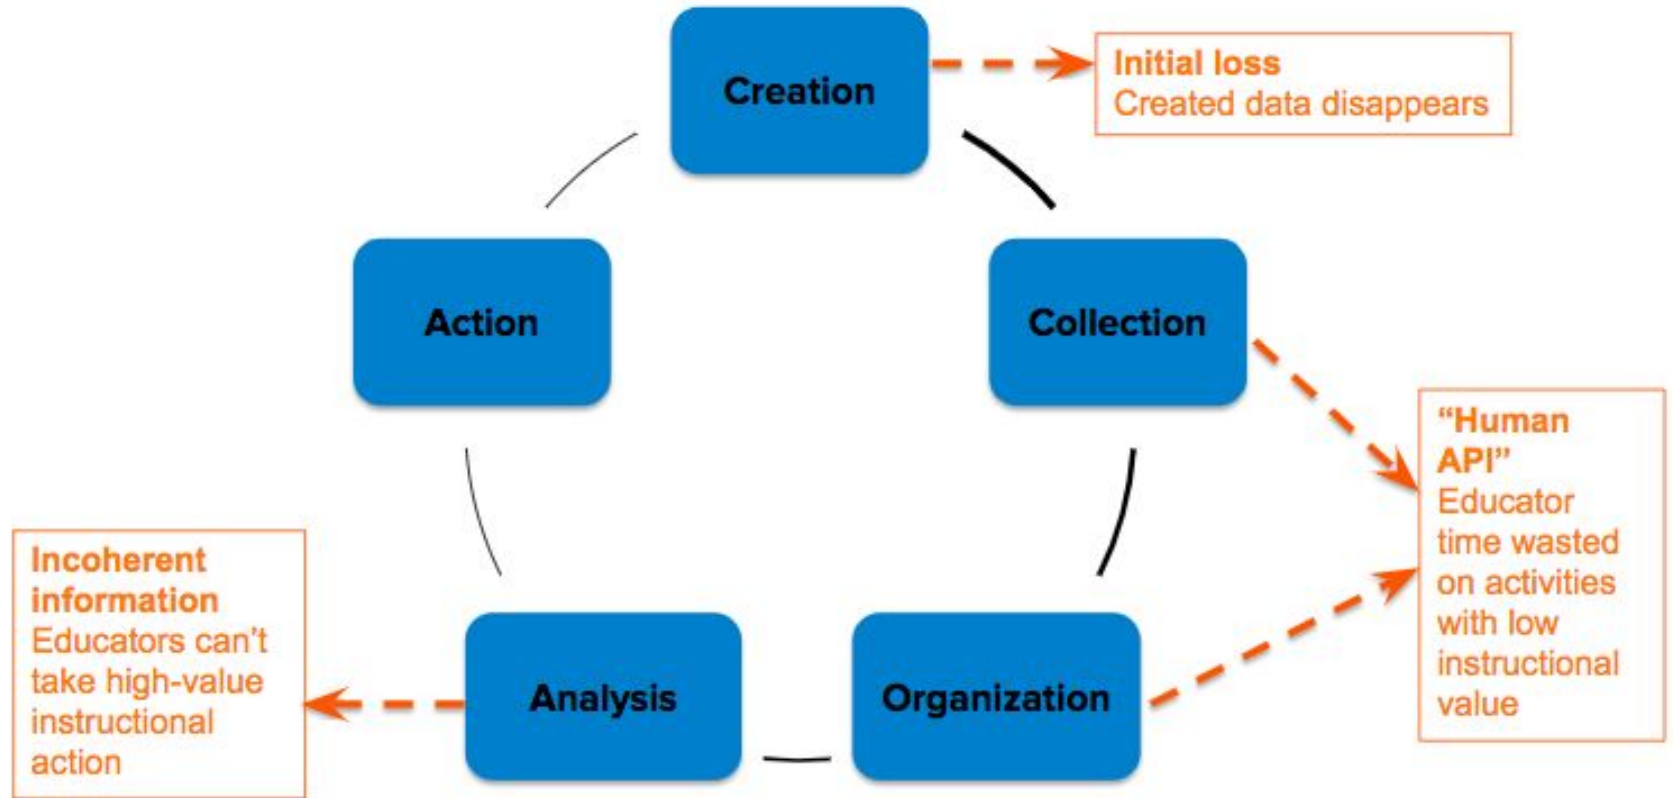 Creation
Initial loss
Created data disappears
Action
Collection
“Human
API”
Educator
time wasted
on activities
with low
instructional
value
Incoherent
information
Educators can’t
take high-value
instructional
action
Analysis
Organization